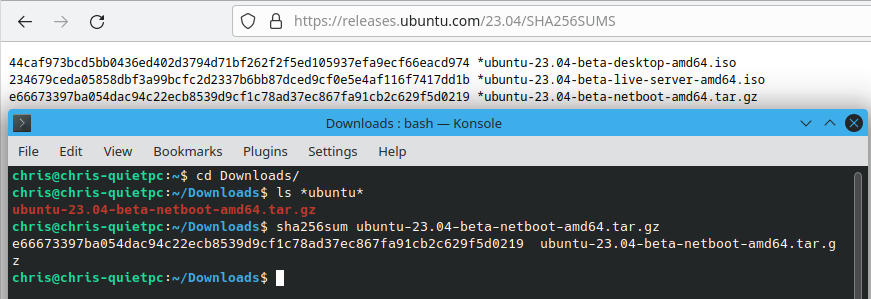 https://releases.ubuntu.com/23.04/SHA256SUMS
44caf973bcd5bb0436ed402d3794d71bf262f2f5ed105937efa9ecf66eacd974 *ubuntu-23.04-beta-desktop-amd64.iso
234679ceda05858dbf3a99bcfc2d2337b6bb87dced9cf0e5e4af116f7417dd1b *ubuntu-23.04-beta-live-server-amd64.iso
e66673397ba054dac94c22ecb8539d9cf1c78ad37ec867fa91cb2c629f5d0219 *ubuntu-23.04-beta-netboot-amd64.tar.gz
Downloads : bash — Konsole
File Edit View Bookmarks Plugins Settings Help
chris@chris-quietpc:~$ cd Downloads/
chris@chris-quietpc:~/Downloads$ ls *ubuntu*
ubuntu-23.04-beta-netboot-amd64.tar.gz
chris@chris-quietpc:~/Downloads$ sha256sum ubuntu-23.04-beta-netboot-amd64.tar.gz
e66673397ba054dac94c22ecb8539d9cf1c78ad37ec867fa91cb2c629f5d0219  ubuntu-23.04-beta-netboot-amd64.tar.g
z
chris@chris-quietpc:~/Downloads$